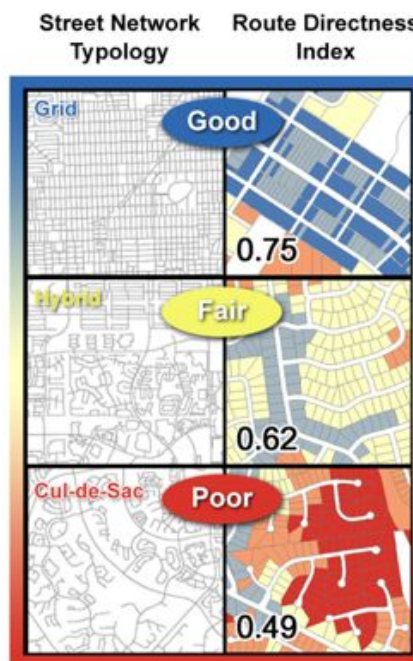 Street Network
Typology
Route Directness
Index
Grid
Good
0.75
Hybrid
Fair
0.62
Cul-de-Sac
Poor
0.49